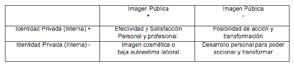 Imagen Pública
+
Imagen Pública
-
Identidad Privada (Interna) +
Efectividad y Satisfacción
Personal y profesional.
Posibilidad de acción y
transformación
Identidad Privada (Interna) -
Imagen cosmética o
baja autoestima laboral
Desarrollo personal para poder
accionar y transformar